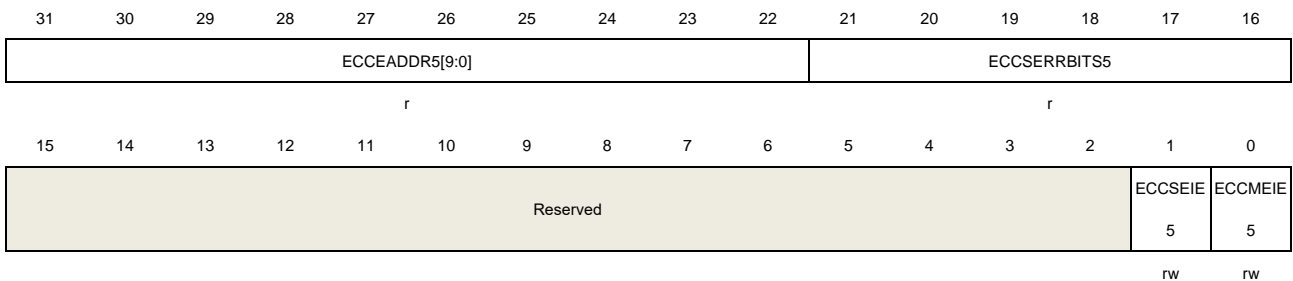 31 30 29 28 27 26 25 24 23 22 21 20 19 18 17 16
ECCEADDR5[9:0] ECCSERRBITS5
r r
15 14 13 12 11 10 9 8 7 6 5 4 3 2 1 0
Reserved ECCSEIE ECCMEIE
5 5
rw rw